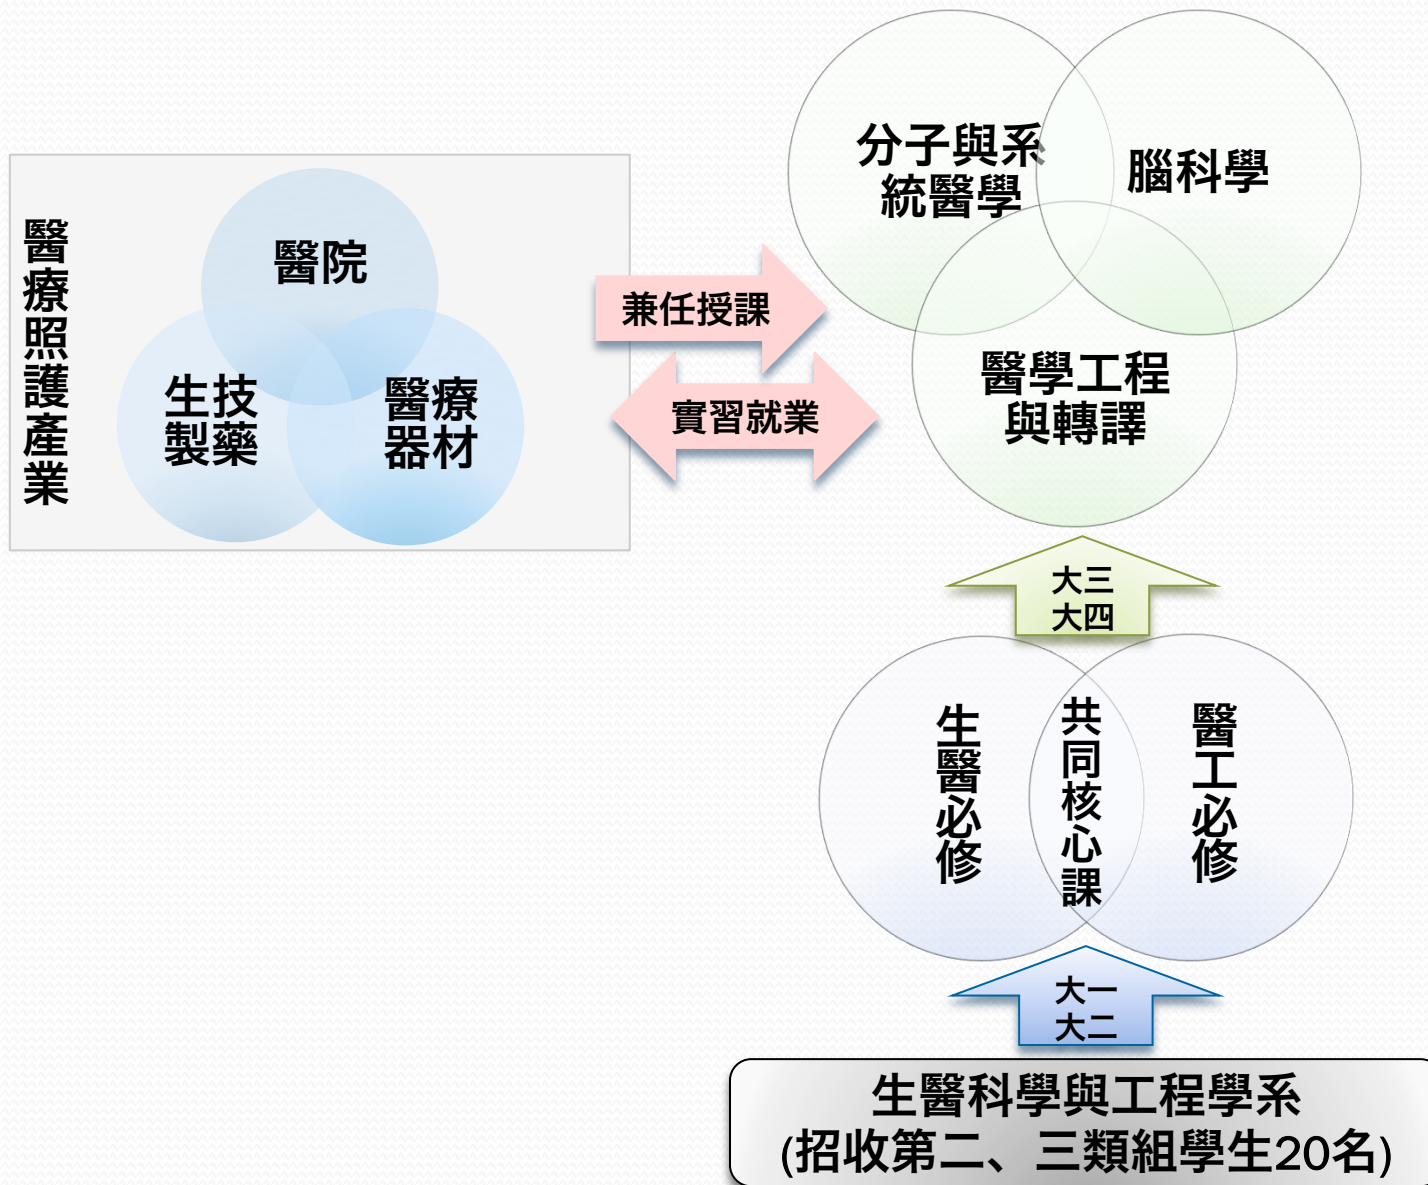 醫療照護產業
醫院
生技
製藥
醫療
器材
兼任授課
實習就業
分子與系
統醫學
腦科學
醫學工程
與轉譯
大三
大四
生醫必修
共同核心課
醫工必修
大一
大二
生醫科學與工程學系
(招收第二、三類組學生20名)